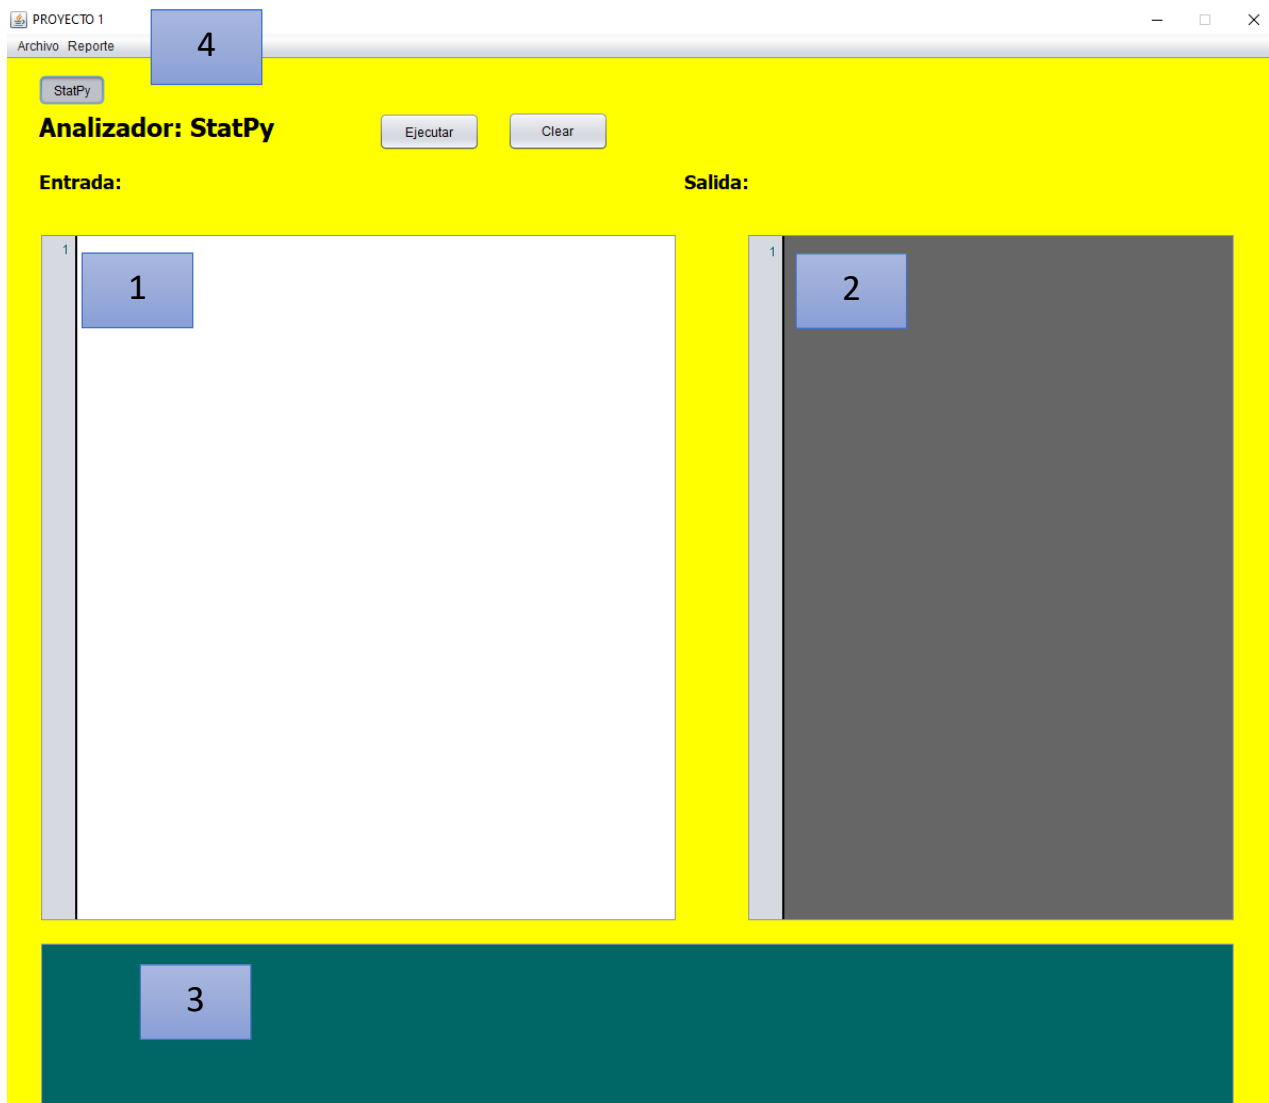 PROYECTO 1
Archivo Reporte
4
StatPy
Analizador: StatPy
Ejecutar
Clear
Entrada:
Salida:
1
1
1
2
3